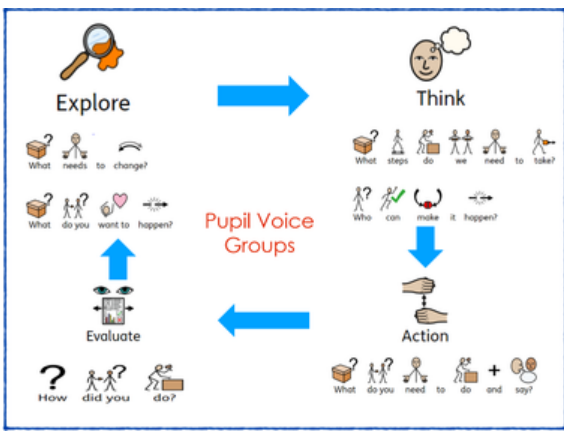 Explore
What needs to change?
What do you want to happen?
Think
What steps do we need to take?
Who can make it happen?
Pupil Voice
Groups
Evaluate
? How did you do?
Action
What do you need to do and say?